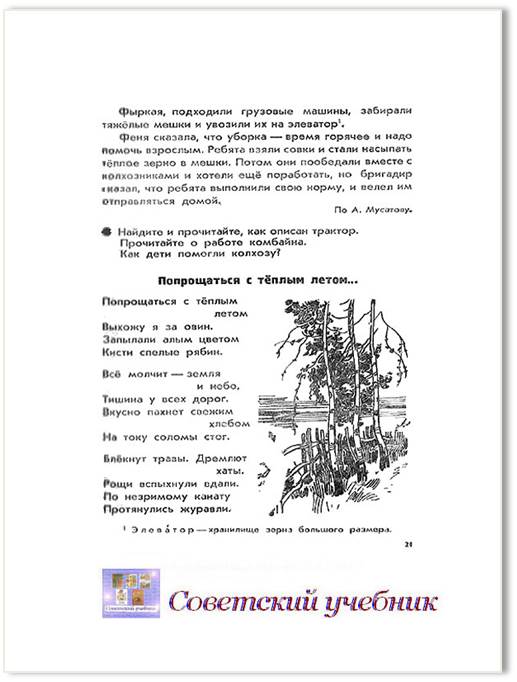 Фыркая, подходили грузовые машины, забирали
тяжёлые мешки и увозили их на элеватор¹.
Феня сказала, что уборка — время горячее и надо
помочь взрослым. Ребята взяли совки и стали насыпать
тёплое зерно в мешки. Потом они пообедали вместе с
колхозниками и хотели ещё поработать, но бригадир
сказал, что ребята выполнили свою норму, и велел им
отправляться домой.
По А. Мусатову.
Найдите и прочитайте, как описан трактор.
Прочитайте о работе комбайна.
Как дети помогли колхозу?
Попрощаться с тёплым летом...
Попрощаться с тёплым
летом
Выхожу я за овин.
Запылали алым цветом
Кисти спелые рябин.
Всё молчит — земля
и небо,
Тишина у всех дорог.
Вкусно пахнет свежим
хлебом
На току соломы стог.
Блёкнут травы. Дремлют
хаты.
Рощи вспыхнули вдали.
По незримому канату
Протянулись журавли.
¹ Элева́тор — хранилище зерна большого размера.
21
Советский учебник